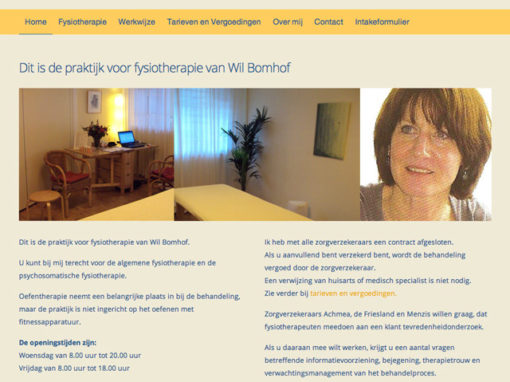 Home Fysiotherapie Werkwijze Tarieven en Vergoedingen Over mij Contact Intakeformulier
Dit is de praktijk voor fysiotherapie van Wil Bomhof
Dit is de praktijk voor fysiotherapie van Wil Bomhof.
U kunt bij mij terecht voor de algemene fysiotherapie en de
psychosomatische fysiotherapie.
Oefentherapie neemt een belangrijke plaats in bij de behandeling,
maar de praktijk is niet ingericht op het oefenen met
fitnessapparatuur.
De openingstijden zijn:
Woensdag van 8.00 uur tot 20.00 uur
Vrijdag van 8.00 uur tot 18.00 uur
Ik heb met alle zorgverzekeraars een contract afgesloten.
Als u aanvullend bent verzekerd bent, wordt de behandeling
vergoed door de zorgverzekeraar.
Een verwijzing van huisarts of medisch specialist is niet nodig.
Zie verder bij tarieven en vergoedingen.
Zorgverzekeraars Achmea, de Friesland en Menzis willen graag, dat
fysiotherapeuten meedoen aan een klant tevredenheidonderzoek.
Als u daaraan mee wilt werken, krijgt u een aantal vragen
betreffende informatievoorziening, bejegening, therapietrouw en
verwachtingsmanagement van het behandelproces.